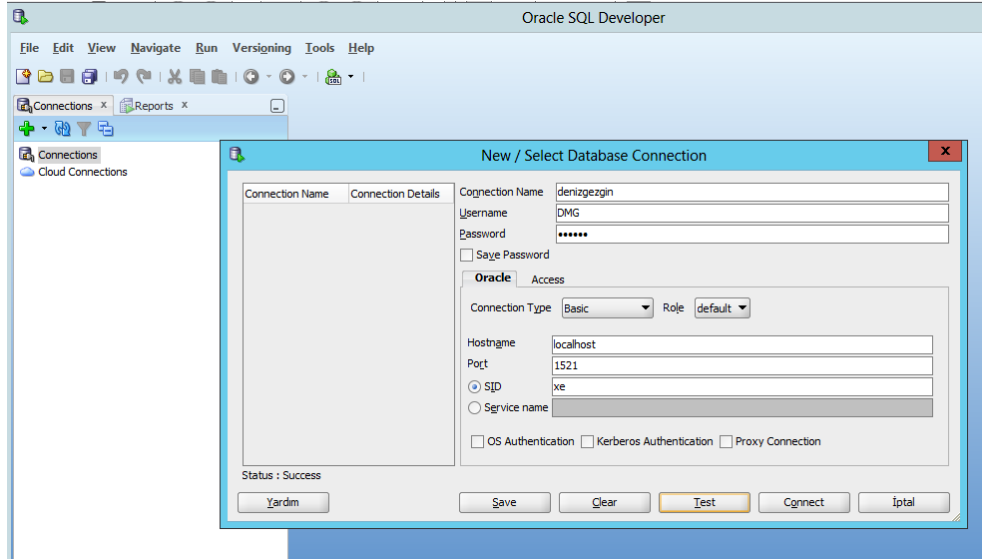 Oracle SQL Developer
File Edit View Navigate Run Versioning Tools Help
Connections x Reports x
Connections
Cloud Connections
New / Select Database Connection
x
Connection Name Connection Details
Connection Name denizgezgin
Username DMG
Password ••••••
Save Password
Oracle Access
Connection Type Basic Role default
Hostname localhost
Port 1521
SID xe
Service name
OS Authentication Kerberos Authentication Proxy Connection
Status : Success
Yardım Save Clear Test Connect İptal